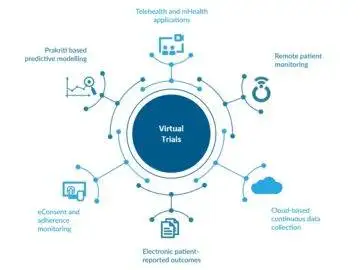 Telehealth and mHealth
applications
Prakriti based
predictive modelling
Remote patient
monitoring
Virtual
Trials
eConsent and
adherence
monitoring
Cloud-based
continuous data
collection
Electronic patient-
reported outcomes